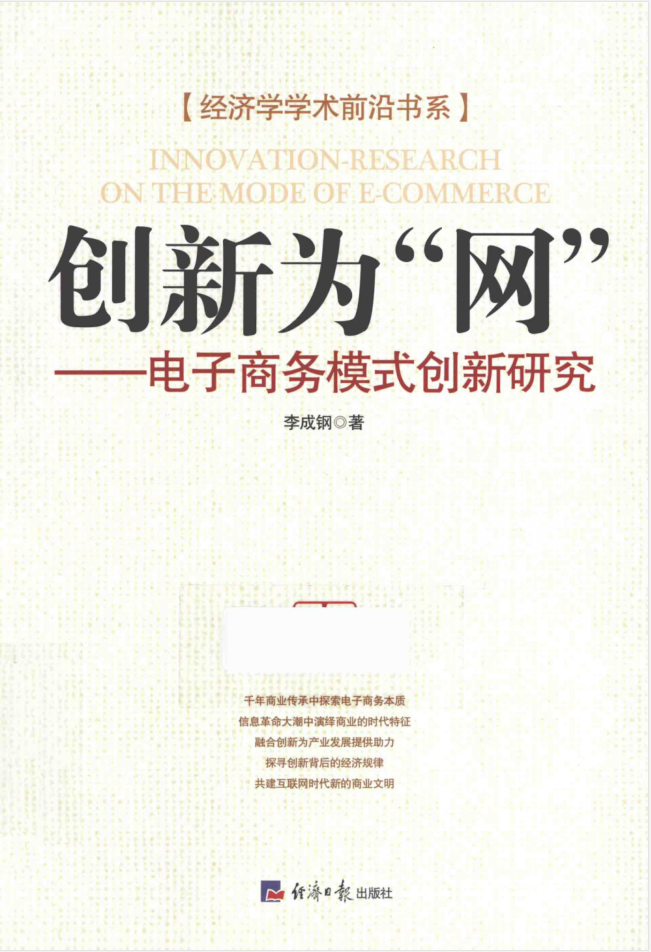 【经济学学术前沿书系】
INNOVATION-RESEARCH
ON THE MODE OF E-COMMERCE
创新为“网”
——电子商务模式创新研究
李成钢◎著
千年商业传承中探索电子商务本质
信息革命大潮中演绎商业的时代特征
融合创新为产业发展提供助力
探寻创新背后的经济规律
共建互联网时代新的商业文明
经济日报出版社